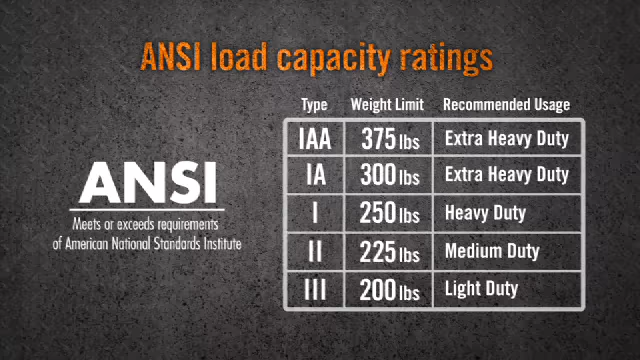 ANSI load capacity ratings
Type Weight Limit Recommended Usage
IAA 375 lbs Extra Heavy Duty
IA 300 lbs Extra Heavy Duty
I 250 lbs Heavy Duty
II 225 lbs Medium Duty
III 200 lbs Light Duty
ANSI
Meets or exceeds requirements
of American National Standards Institute